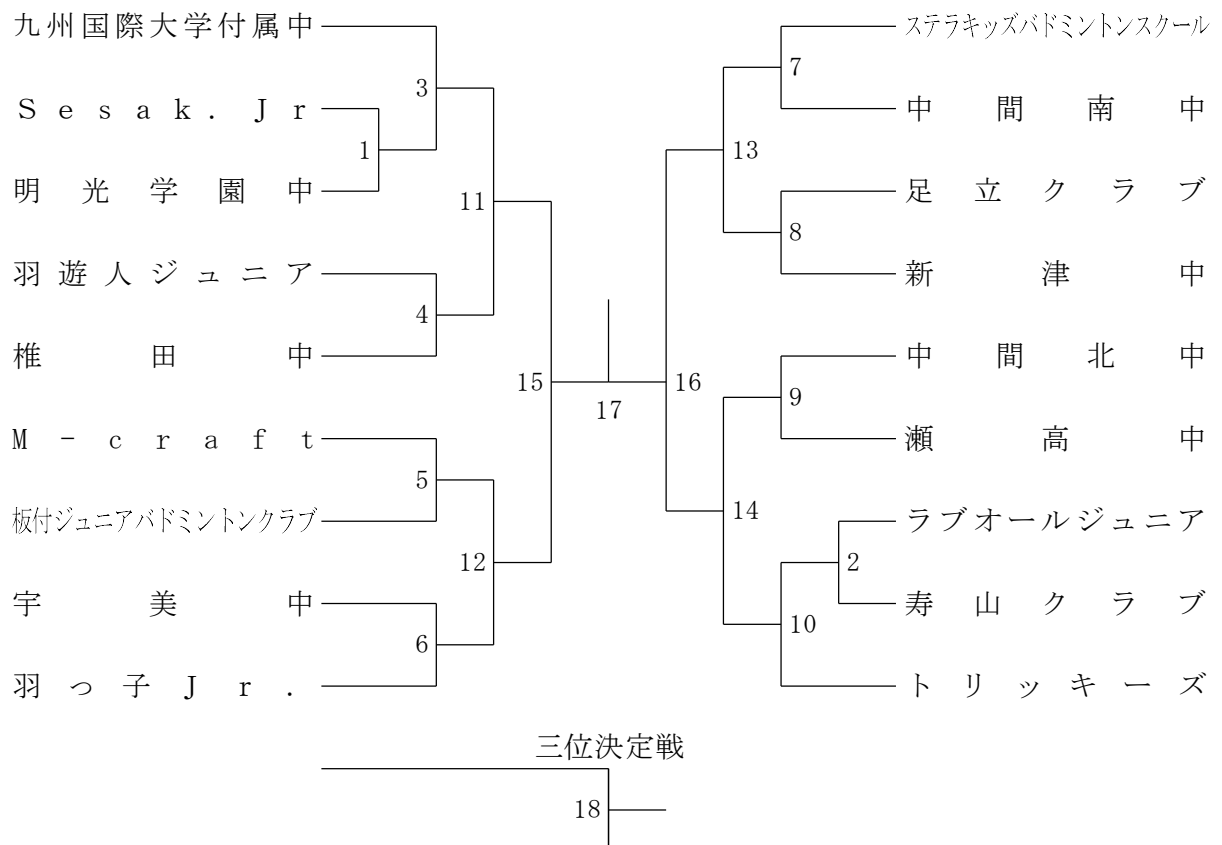 九州国際大学付属中
3
Sesak.Jr
1
明光学園中
11
羽遊人ジュニア
4
椎田中
15
M-craft
5
板付ジュニアバドミントンクラブ
12
宇美中
6
羽っ子Jr.
17
ステラキッズバドミントンスクール
7
中間南中
13
足立クラブ
8
新津中
16
中間北中
9
瀬高中
14
ラブオールジュニア
2
寿山クラブ
10
トリッキーズ
三位決定戦
18